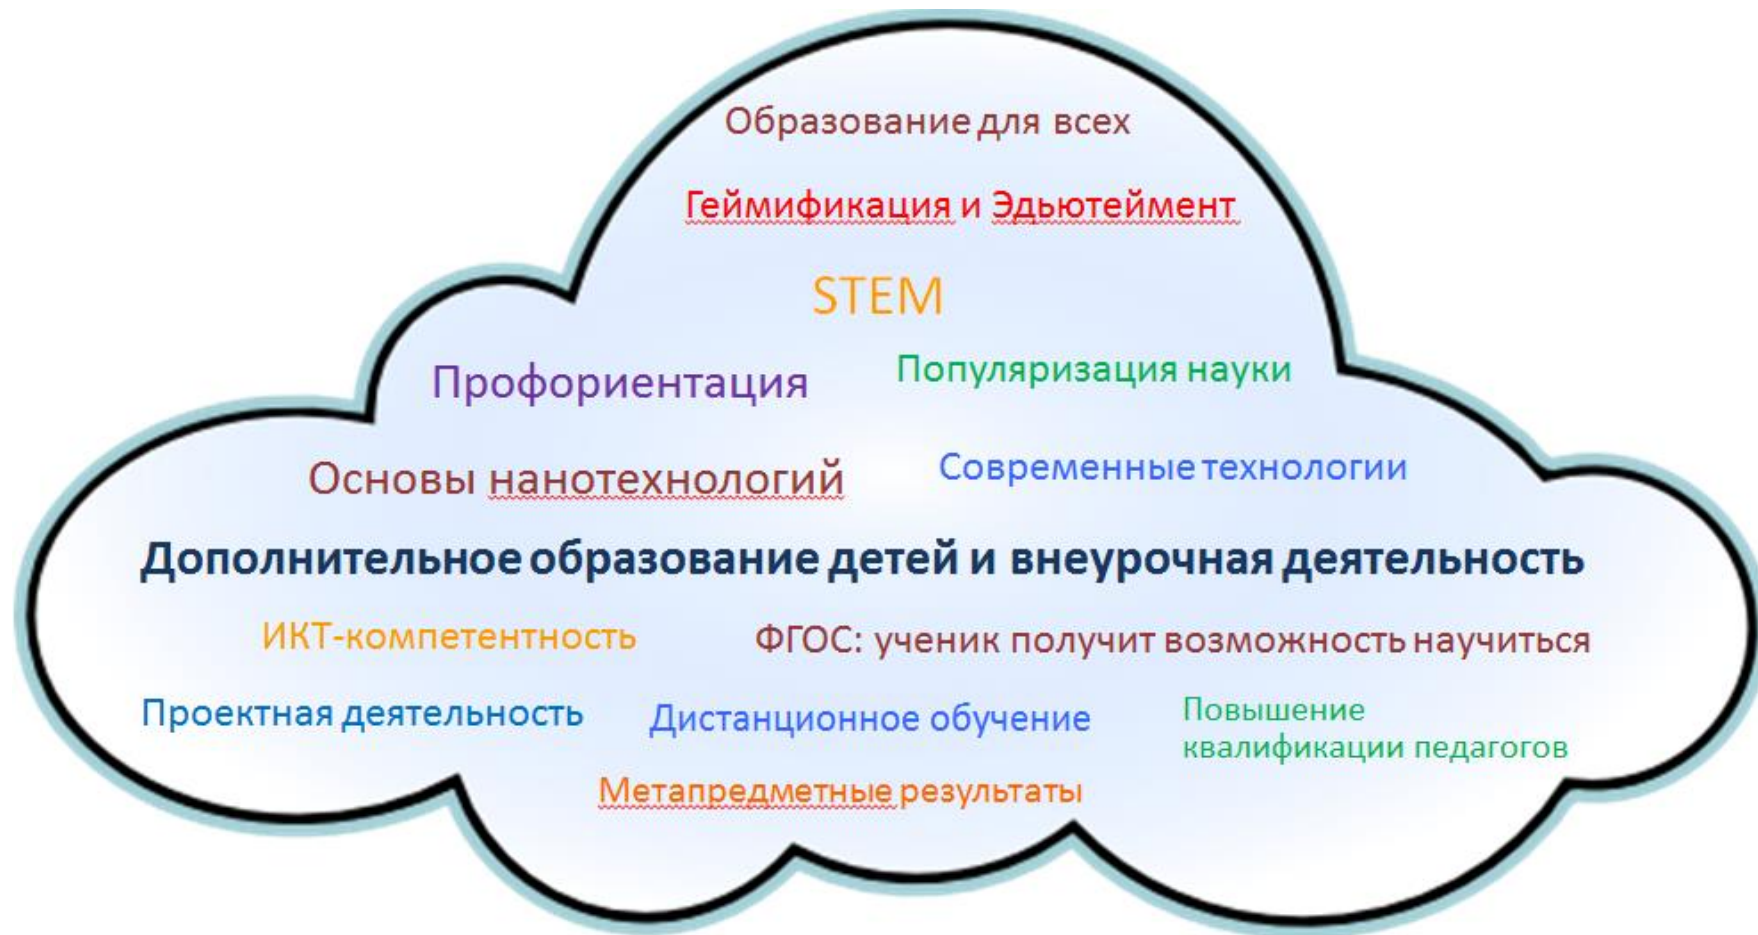 Образование для всех
Геймификация и Эдьютеймент
STEM
Профориентация
Популяризация науки
Основы нанотехнологий
Современные технологии
Дополнительное образование детей и внеурочная деятельность
ИКТ-компетентность
ФГОС: ученик получит возможность научиться
Проектная деятельность
Дистанционное обучение
Повышение
квалификации педагогов
Метапредметные результаты